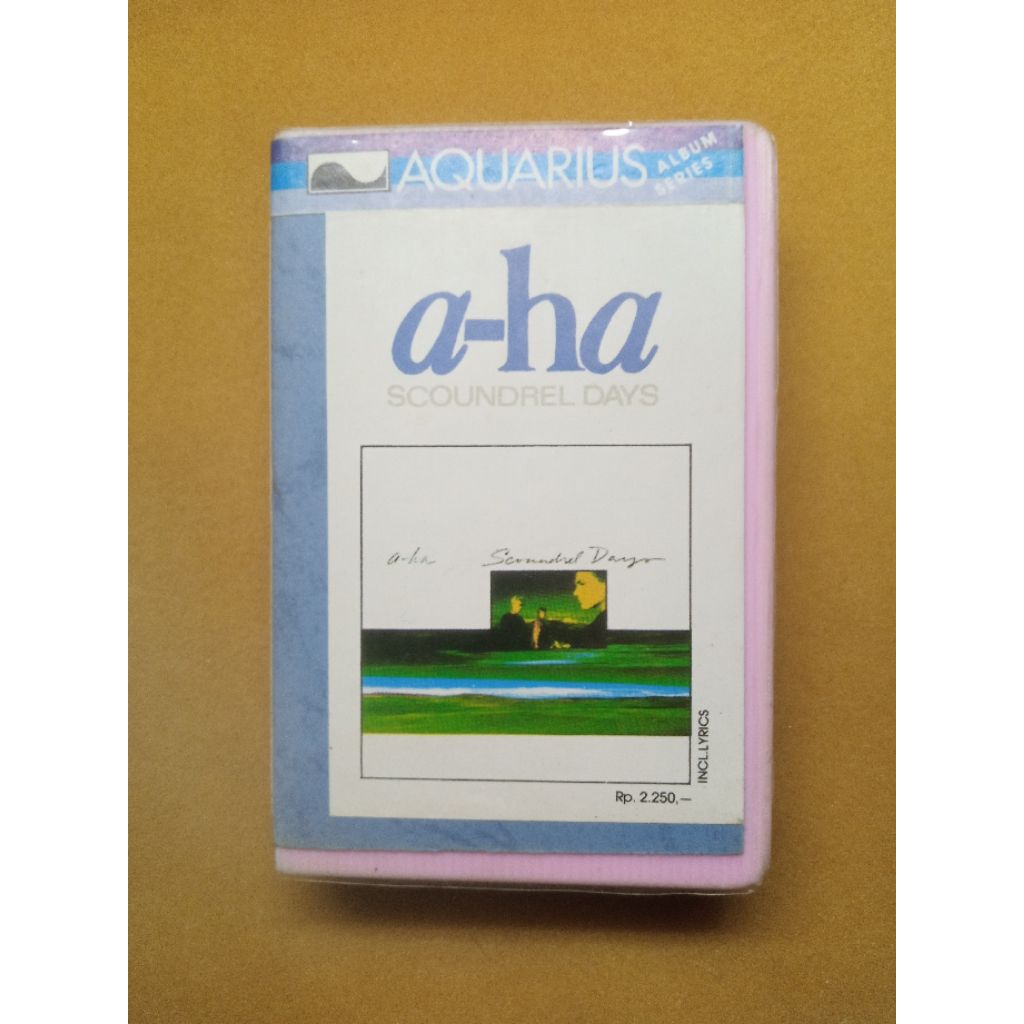 AQUARIUS ALBUM SERIES
a-ha
SCOUNDREL DAYS
a-ha Scoundrel Days
INCL.LYRICS
Rp. 2.250,—